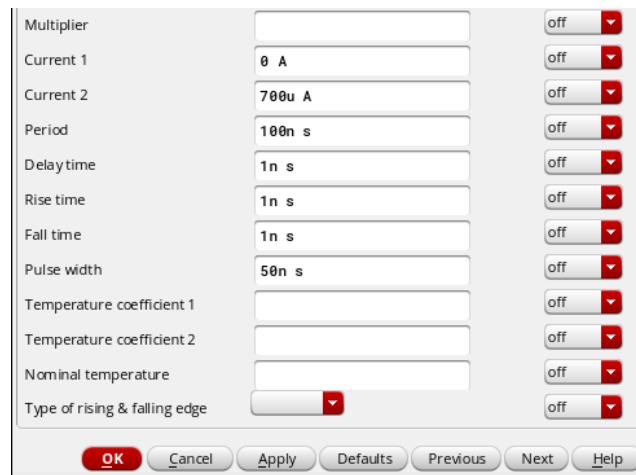 Multiplier off
Current 1 0 A off
Current 2 700u A off
Period 100n s off
Delay time 1n s off
Rise time 1n s off
Fall time 1n s off
Pulse width 50n s off
Temperature coefficient 1 off
Temperature coefficient 2 off
Nominal temperature off
Type of rising & falling edge off
OK Cancel Apply Defaults Previous Next Help